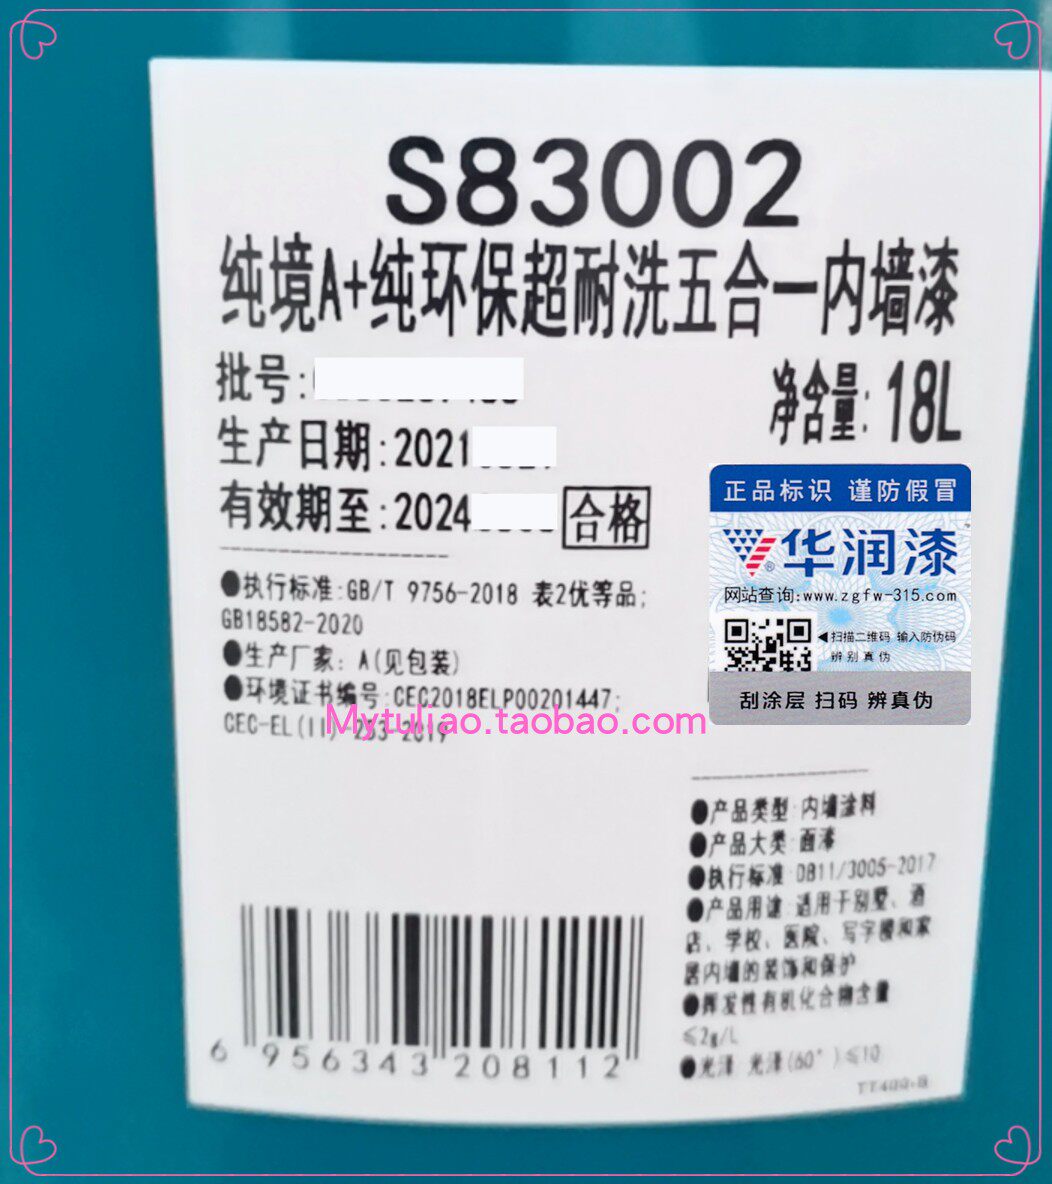 S83002
纯境A+纯环保超耐洗五合一内墙漆
批号:
净含量: 18L
生产日期:2021
有效期至:2024
合格
正品标识 谨防假冒
华润漆
®
网站查询:www.zgfw-315.com
◀扫描二维码 输入防伪码
辨别真伪
刮涂层 扫码 辨真伪
●执行标准:GB/T 9756-2018 表2优等品;
GB18582-2020
●生产厂家: A(见包装)
●环境证书编号:CEC2018ELP00201447;
CEC-EL(11)-253-2019
Mytuliao.taobao.com
●产品类型:内墙涂料
●产品大类:面漆
●执行标准:DB11/3005-2017
●产品用途:适用于别墅、酒
店、学校、医院、写字楼和家
居内墙的装饰和保护
●挥发性有机化合物含量
≤2g/L
●光泽:光泽(60°)≤10
6 956343 208112